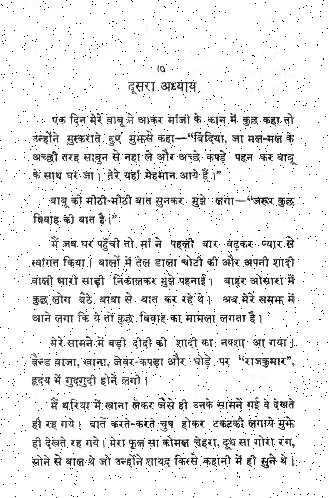 १७
दूसरा अध्याय
एक दिन मेरे बाबू ने आकर मांजी के कान में कुछ कहा तो
उन्होंने मुस्कराते हुए मुझसे कहा—“बिंदिया, जा मल-मल के
अच्छी तरह साबुन से नहा ले और अच्छे कपड़े पहन कर बाबू
के साथ घर जा। तेरे यहाँ मेहमान आये हैं।”
बाबू की मीठी-मीठी बात सुनकर मुझे लगा—“जरूर कुछ
विवाह की बात है।”
मैं जब घर पहुँची तो माँ ने पहली बार बढ़कर प्यार से
स्वागत किया। बालों में तेल डाला चोटी की और अपनी शादी
वाली भारी साड़ी निकालकर मुझे पहनाई। बाहर ओसारा में
कुछ लोग बैठे बाबा से बात कर रहे थे। अब मेरे समझ में
आने लगा कि ये तो कुछ विवाह का मामला लगता है।
मेरे सामने में बड़ी दीदी की शादी का नक्शा आ गया।
बैन्ड बाजा, खाना, जेवर-कपड़ा और घोड़े पर “राजकुमार”,
हृदय में गुदगुदी होने लगी।
मैं थरिया में खाना लेकर जैसे ही उनके सामने गई वे देखते
ही रह गये। बातें करते-करते चुप होकर टकटकी लगाये मुझे
ही देखते रह गये। मेरा फूल सा कोमल चेहरा, दूध सा गोरा रंग,
सोने से बाल थे जो उन्होंने शायद किस्से कहानी में ही सुने थे।